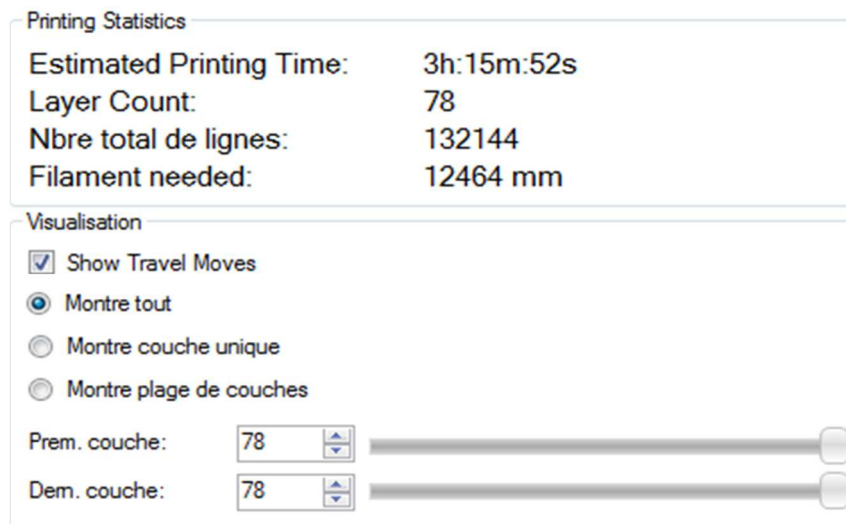 Printing Statistics
Estimated Printing Time: 3h:15m:52s
Layer Count: 78
Nbre total de lignes: 132144
Filament needed: 12464 mm
Visualisation
Show Travel Moves
Montre tout
Montre couche unique
Montre plage de couches
Prem. couche: 78
Dern. couche: 78